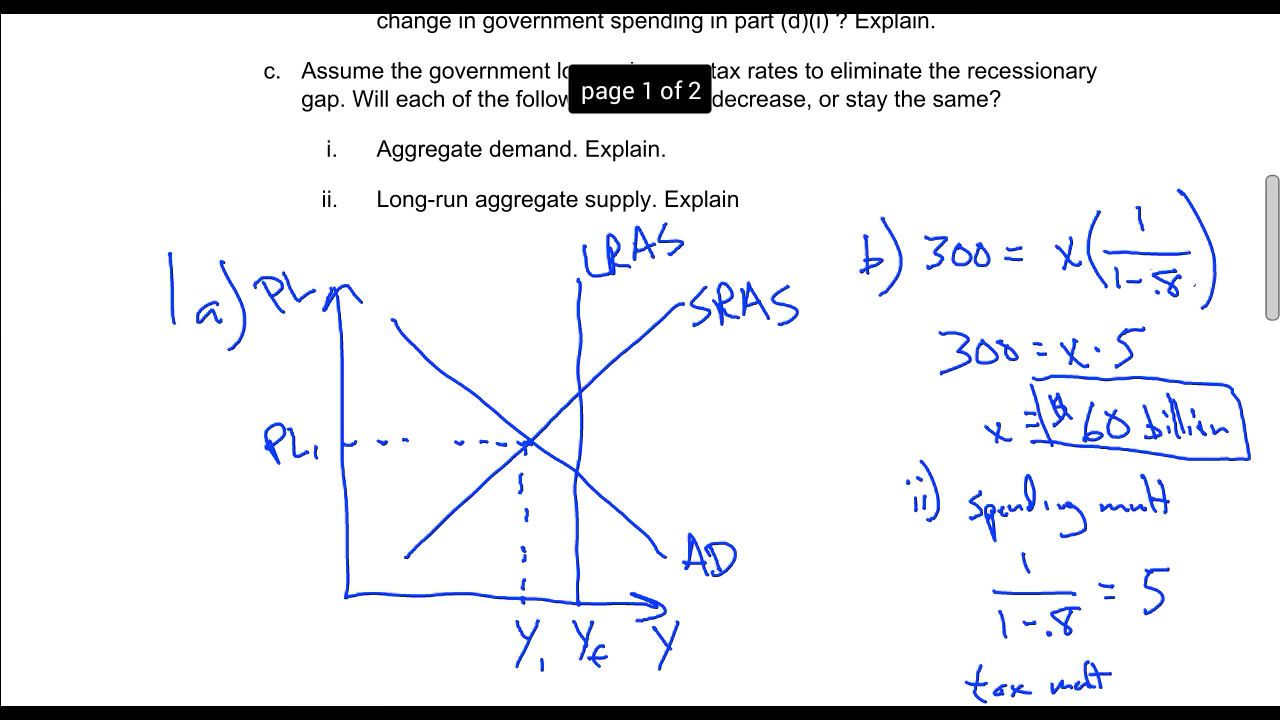 change in government spending in part (d)(i) ? Explain.
c. Assume the government tax rates to eliminate the recessionary
gap. Will each of the decrease, or stay the same?
page 1 of 2
i. Aggregate demand. Explain.
ii. Long-run aggregate supply. Explain
1 a) PL
LRAS
SRAS
PL₁
AD
Y₁ Yf Y
b) 300 = x(1/(1-.8))
300 = x · 5
x = $60 billion
ii) spending mult
1/(1-.8) = 5
tax mult